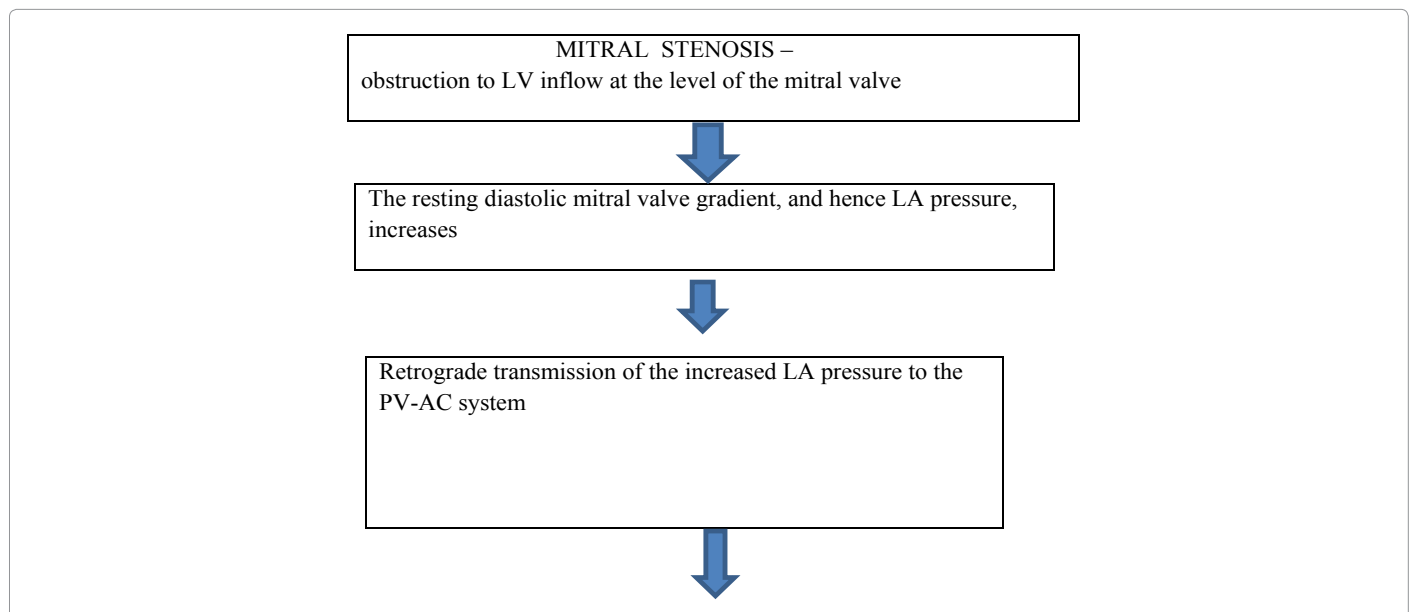 MITRAL STENOSIS –
obstruction to LV inflow at the level of the mitral valve
The resting diastolic mitral valve gradient, and hence LA pressure,
increases
Retrograde transmission of the increased LA pressure to the
PV-AC system